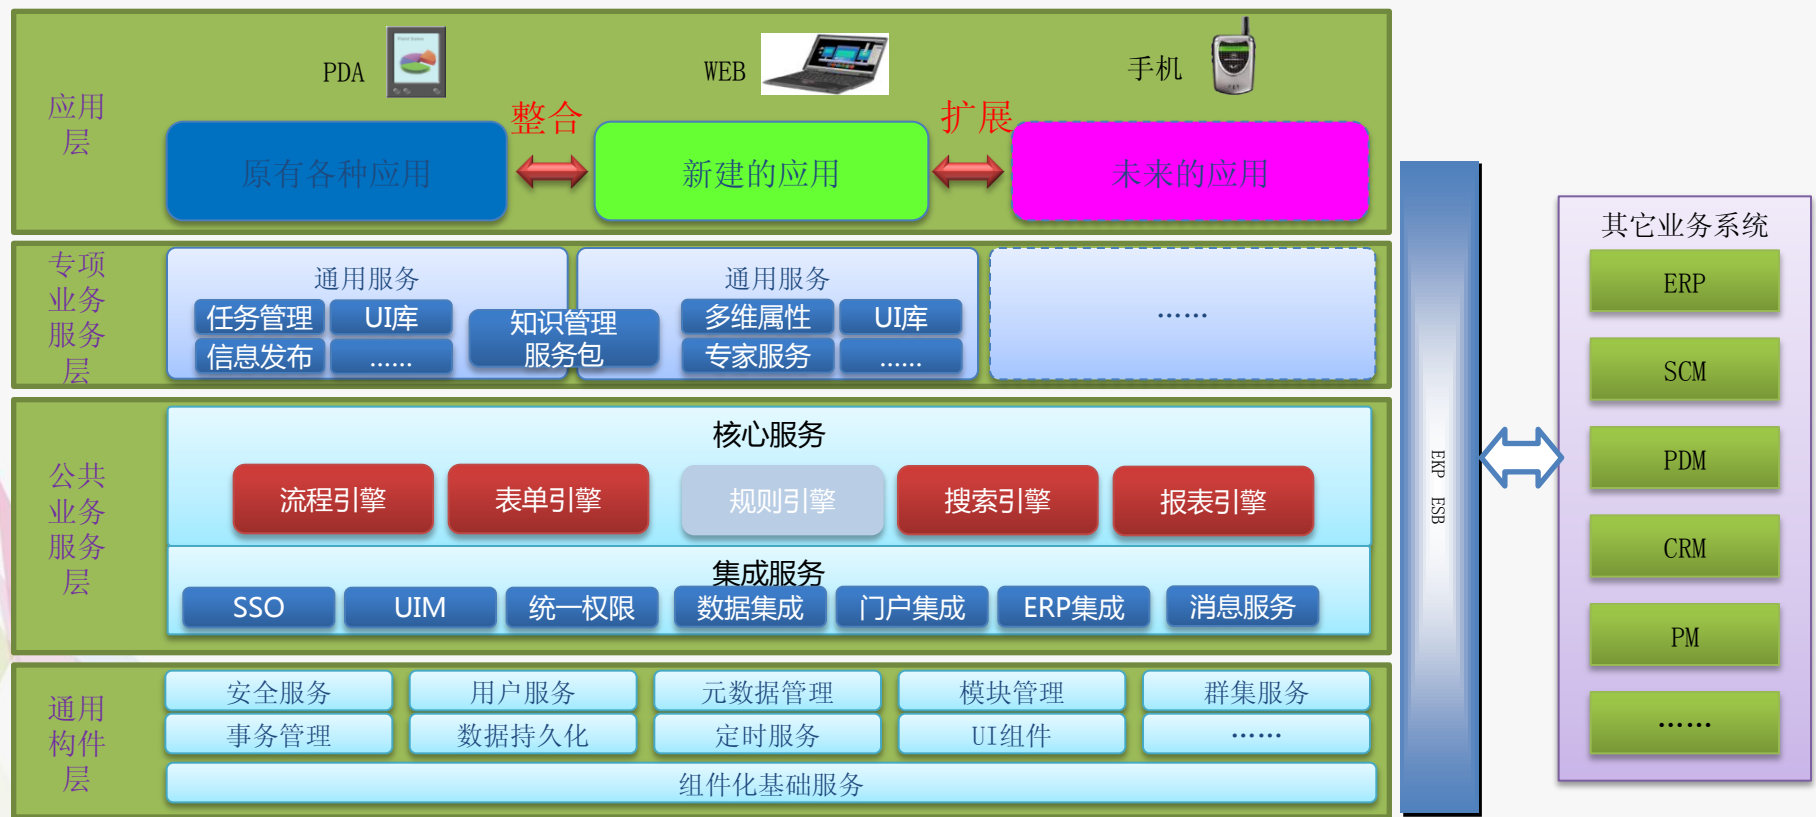 PDA
WEB
手机
应用
层
整合
扩展
原有各种应用
新建的应用
未来的应用
专项
业务
服务
层
通用服务
任务管理
UI库
信息发布
......
知识管理
服务包
通用服务
多维属性
UI库
专家服务
......
......
公共
业务
服务
层
核心服务
流程引擎
表单引擎
规则引擎
搜索引擎
报表引擎
集成服务
SSO
UIM
统一权限
数据集成
门户集成
ERP集成
消息服务
通用
构件
层
安全服务
用户服务
元数据管理
模块管理
群集服务
事务管理
数据持久化
定时服务
UI组件
......
组件化基础服务
EKP ESB
其它业务系统
ERP
SCM
PDM
CRM
PM
......